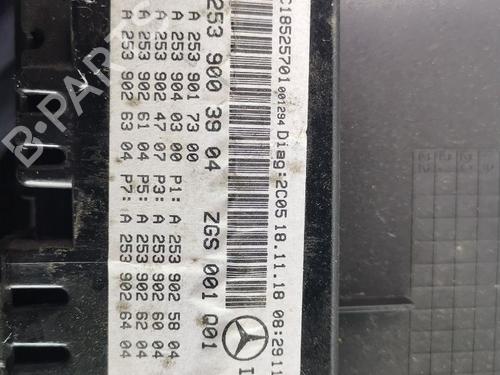 C18525701 001294 Diag:2C05 18.11.18 08:2911
253 900 39 04 ZGS 001 Q01
A 253 901 73 00
A 253 904 03 00 P1: A 253 902 58 04
A 253 902 47 07 P3: A 253 902 60 04
A 253 902 61 04 P5: A 253 902 62 04
A 253 902 63 04 P7: A 253 902 64 04
B-PARTS